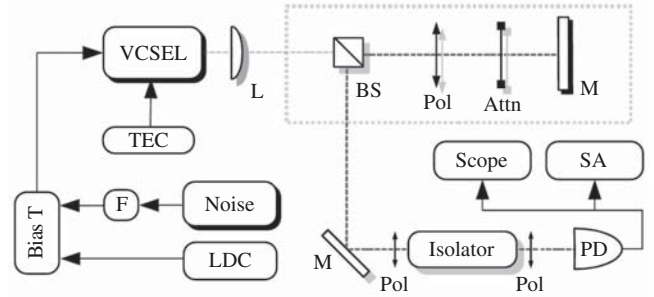 VCSEL
L
BS
Pol
Attn
M
TEC
Scope
SA
Bias T
F
Noise
LDC
M
Pol
Isolator
Pol
PD